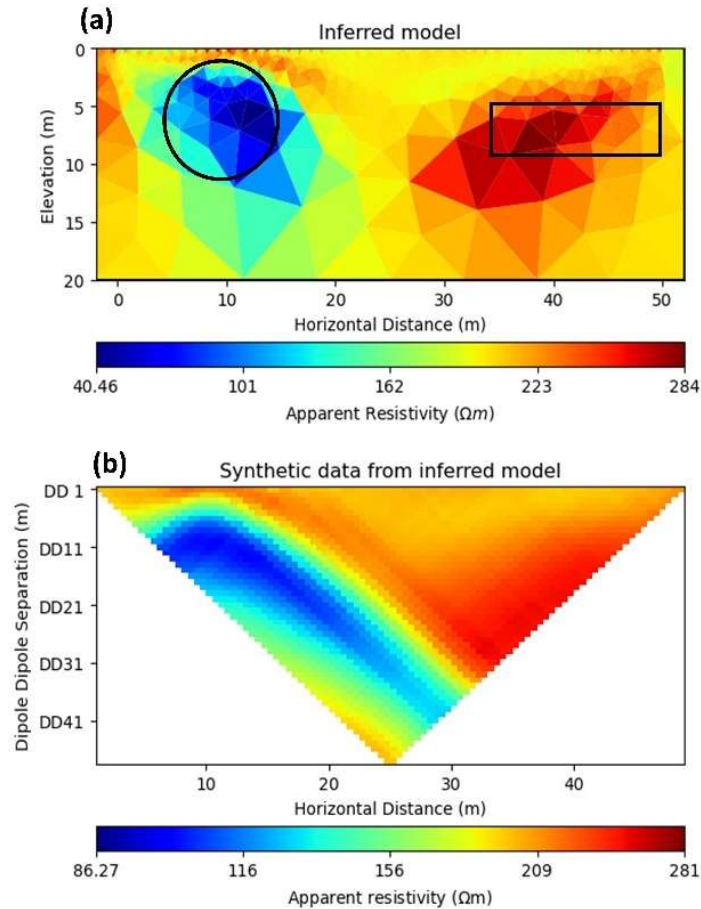 (a)
Inferred model
0
5
10
15
20
Elevation (m)
0 10 20 30 40 50
Horizontal Distance (m)
40.46 101 162 223 284
Apparent Resistivity (Ωm)
(b)
Synthetic data from inferred model
DD 1
DD11
DD21
DD31
DD41
Dipole Dipole Separation (m)
10 20 30 40
Horizontal Distance (m)
86.27 116 156 209 281
Apparent resistivity (Ωm)